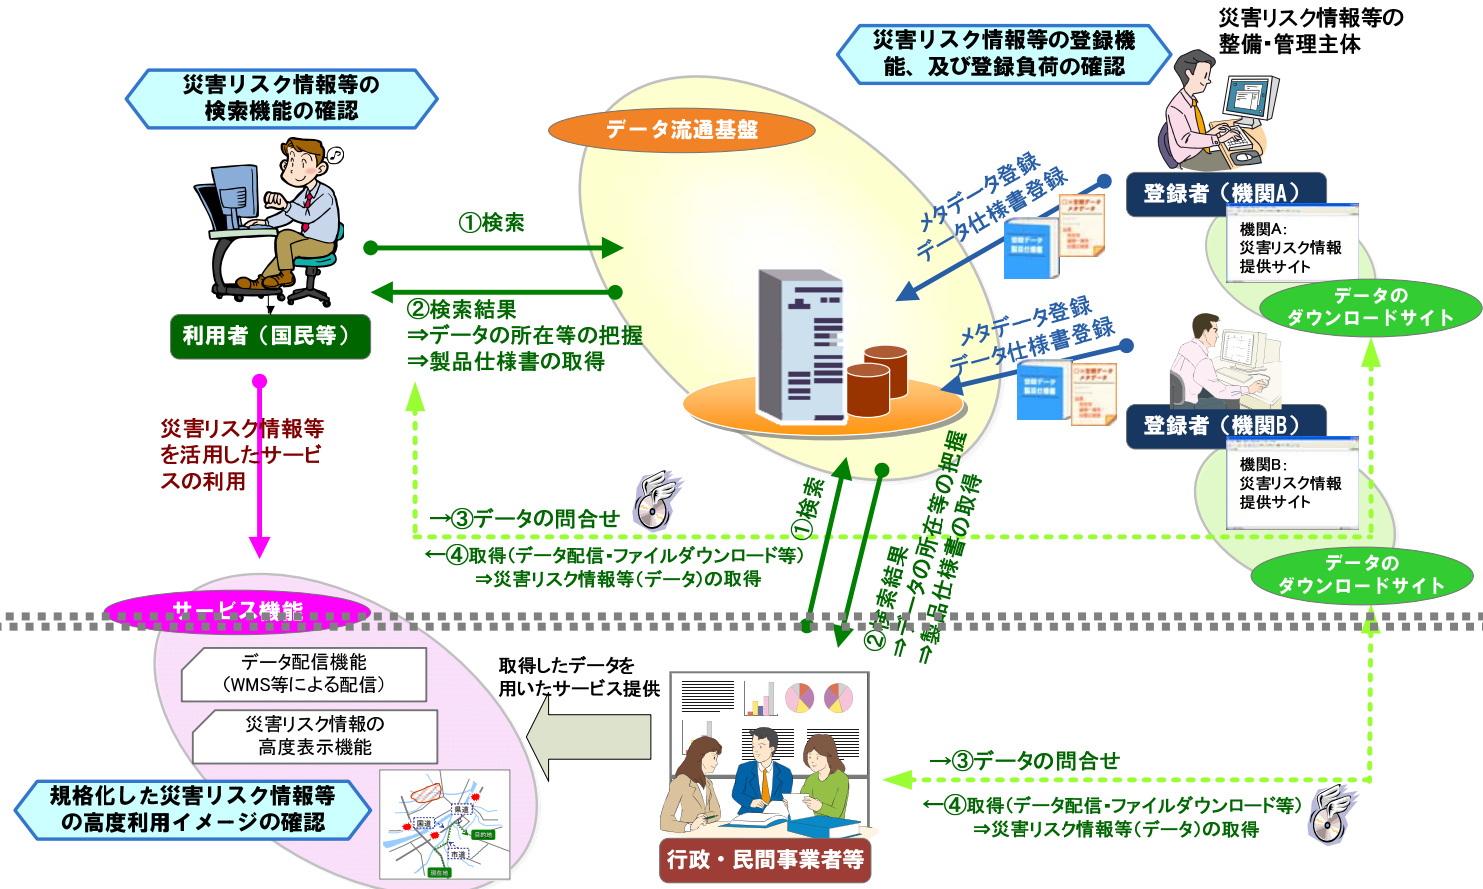 災害リスク情報等の
整備・管理主体
災害リスク情報等の登録機
能、及び登録負荷の確認
災害リスク情報等の
検索機能の確認
データ流通基盤
メタデータ登録
データ仕様書登録
登録者（機関A）
機関A:
災害リスク情報
提供サイト
データの
ダウンロードサイト
①検索
②検索結果
⇒データの所在等の把握
⇒製品仕様書の取得
利用者（国民等）
メタデータ登録
データ仕様書登録
登録者（機関B）
機関B:
災害リスク情報
提供サイト
データの
ダウンロードサイト
災害リスク情報等
を活用したサービ
スの利用
→③データの問合せ
←④取得(データ配信・ファイルダウンロード等)
⇒災害リスク情報等(データ)の取得
①検索
②検索結果
⇒データの所在等の把握
⇒製品仕様書の取得
サービス機能
データ配信機能
（WMS等による配信）
災害リスク情報の
高度表示機能
取得したデータを
用いたサービス提供
規格化した災害リスク情報等
の高度利用イメージの確認
県道
国道
市道
目的地
現在地
行政・民間事業者等
→③データの問合せ
←④取得(データ配信・ファイルダウンロード等)
⇒災害リスク情報等(データ)の取得